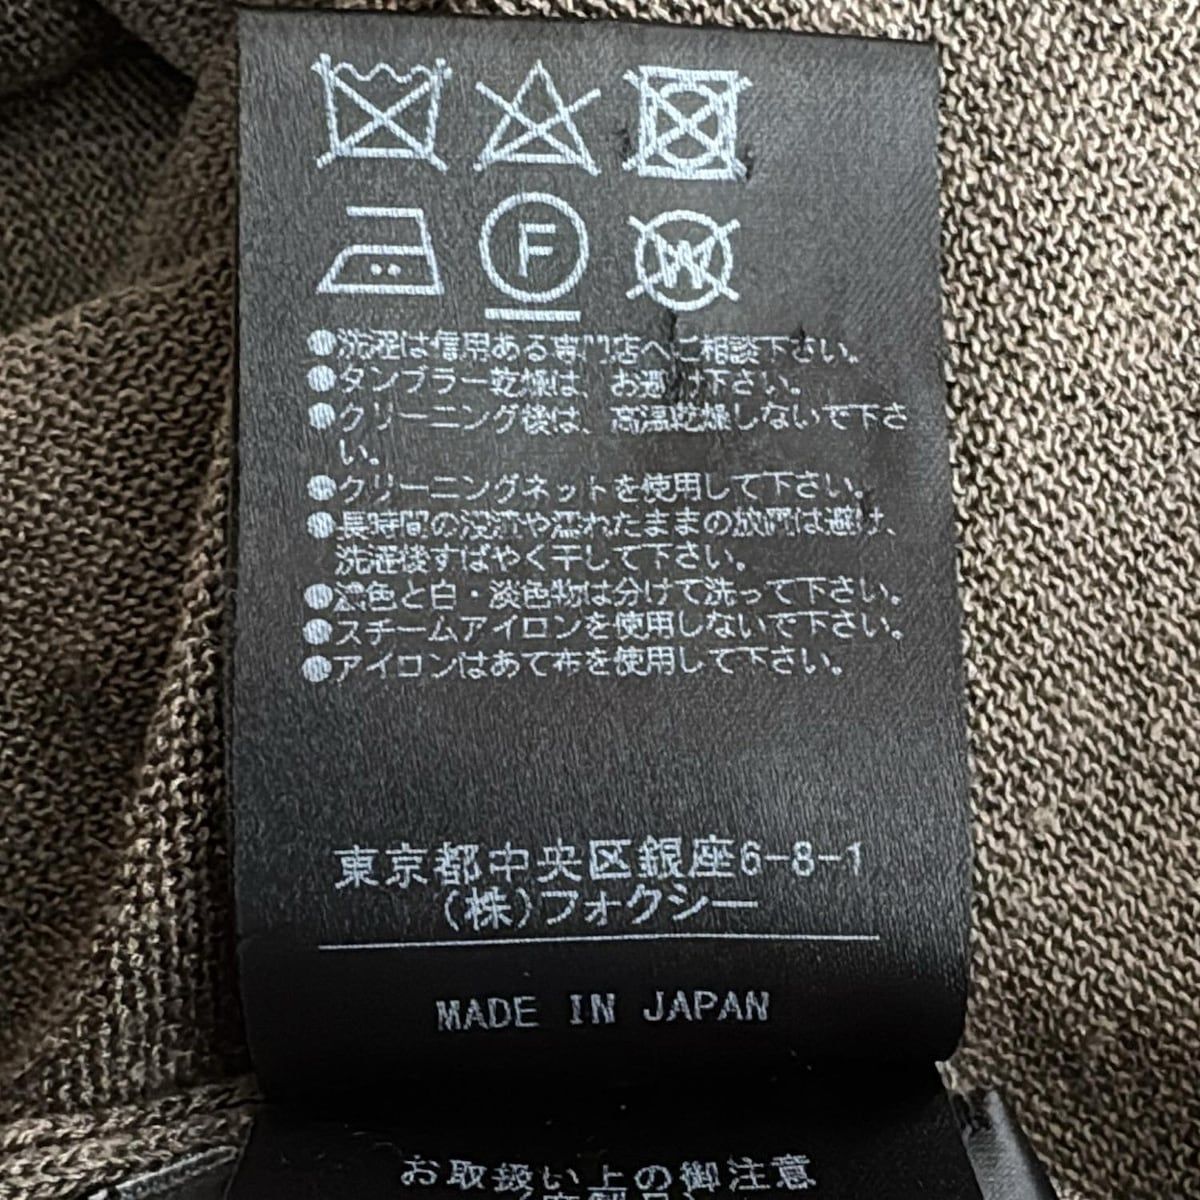 F
W
●洗濯は信用ある専門店へご相談下さい。
●タンブラー乾燥は、お避け下さい。
●クリーニング後は、高温乾燥しないで下さ
い。
●クリーニングネットを使用して下さい。
●長時間の浸漬や濡れたままの放置は避け、
洗濯後すばやく干して下さい。
●濃色と白・淡色物は分けて洗って下さい。
●スチームアイロンを使用しないで下さい。
●アイロンはあて布を使用して下さい。
東京都中央区銀座6-8-1
(株)フォクシー
MADE IN JAPAN
お取扱い上の御注意